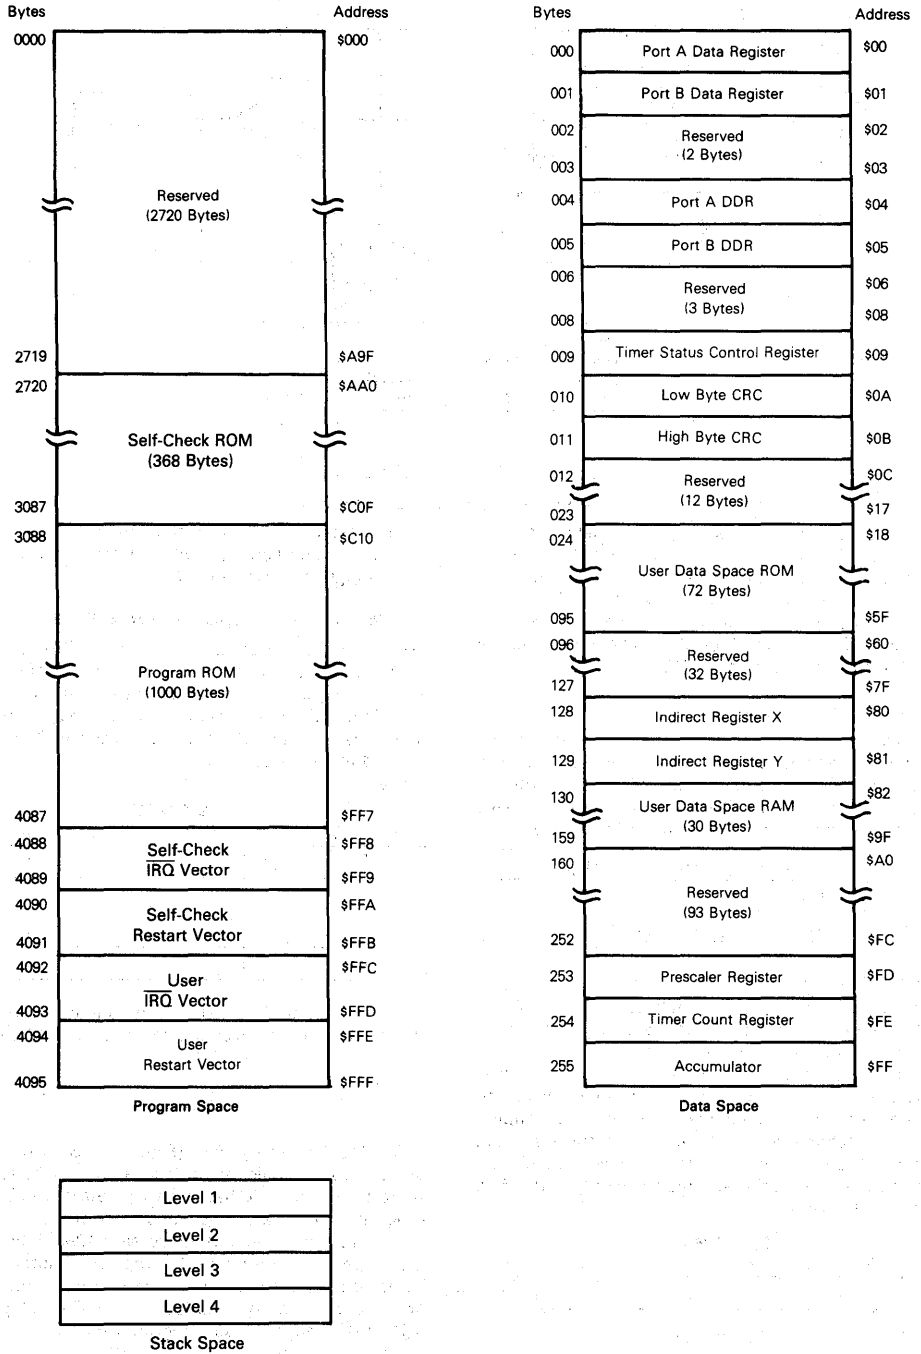 Bytes Address
0000 $000
Reserved
(2720 Bytes)
2719 $A9F
2720 $AA0
Self-Check ROM
(368 Bytes)
3087 $C0F
3088 $C10
Program ROM
(1000 Bytes)
4087 $FF7
4088 $FF8
Self-Check
IRQ Vector
4089 $FF9
4090 $FFA
Self-Check
Restart Vector
4091 $FFB
4092 $FFC
User
IRQ Vector
4093 $FFD
4094 $FFE
User
Restart Vector
4095 $FFF
Program Space
Bytes Address
000 Port A Data Register $00
001 Port B Data Register $01
002 $02
Reserved
(2 Bytes)
003 $03
004 Port A DDR $04
005 Port B DDR $05
006 $06
Reserved
(3 Bytes)
008 $08
009 Timer Status Control Register $09
010 Low Byte CRC $0A
011 High Byte CRC $0B
012 $0C
Reserved
(12 Bytes)
023 $17
024 $18
User Data Space ROM
(72 Bytes)
095 $5F
096 $60
Reserved
(32 Bytes)
127 $7F
128 Indirect Register X $80
129 Indirect Register Y $81
130 $82
User Data Space RAM
(30 Bytes)
159 $9F
160 $A0
Reserved
(93 Bytes)
252 $FC
253 Prescaler Register $FD
254 Timer Count Register $FE
255 Accumulator $FF
Data Space
Level 1
Level 2
Level 3
Level 4
Stack Space